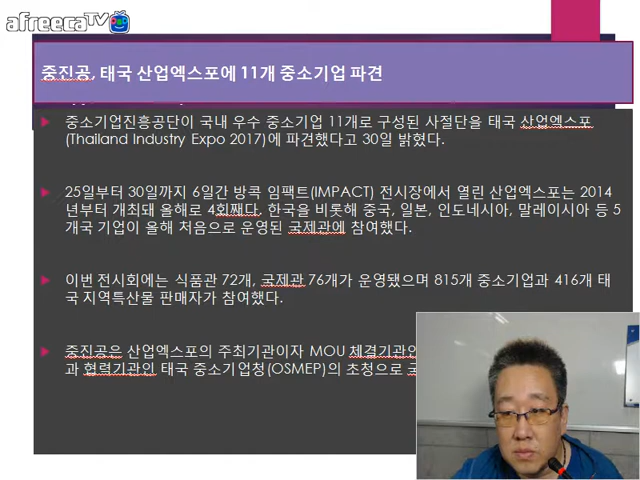 afreecaTV
중진공, 태국 산업엑스포에 11개 중소기업 파견
중소기업진흥공단이 국내 우수 중소기업 11개로 구성된 사절단을 태국 산업엑스포
(Thailand Industry Expo 2017)에 파견했다고 30일 밝혔다.
25일부터 30일까지 6일간 방콕 임팩트(IMPACT) 전시장에서 열린 산업엑스포는 2014
년부터 개최돼 올해로 4회째다. 한국을 비롯해 중국, 일본, 인도네시아, 말레이시아 등 5
개국 기업이 올해 처음으로 운영된 국제관에 참여했다.
이번 전시회에는 식품관 72개, 국제관 76개가 운영됐으며 815개 중소기업과 416개 태
국 지역특산물 판매자가 참여했다.
중진공은 산업엑스포의 주최기관이자 MOU 체결기관인
과 협력기관인 태국 중소기업청(OSMEP)의 초청으로